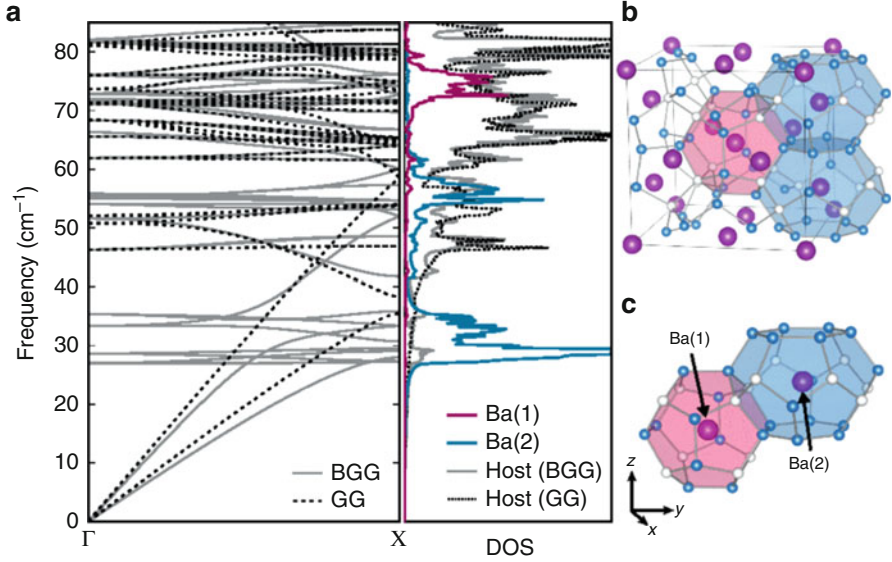 a
Frequency (cm−1)
80
70
60
50
40
30
20
10
0
Γ
X
BGG
GG
Ba(1)
Ba(2)
Host (BGG)
Host (GG)
DOS
b
c
Ba(1)
Ba(2)
z
y
x